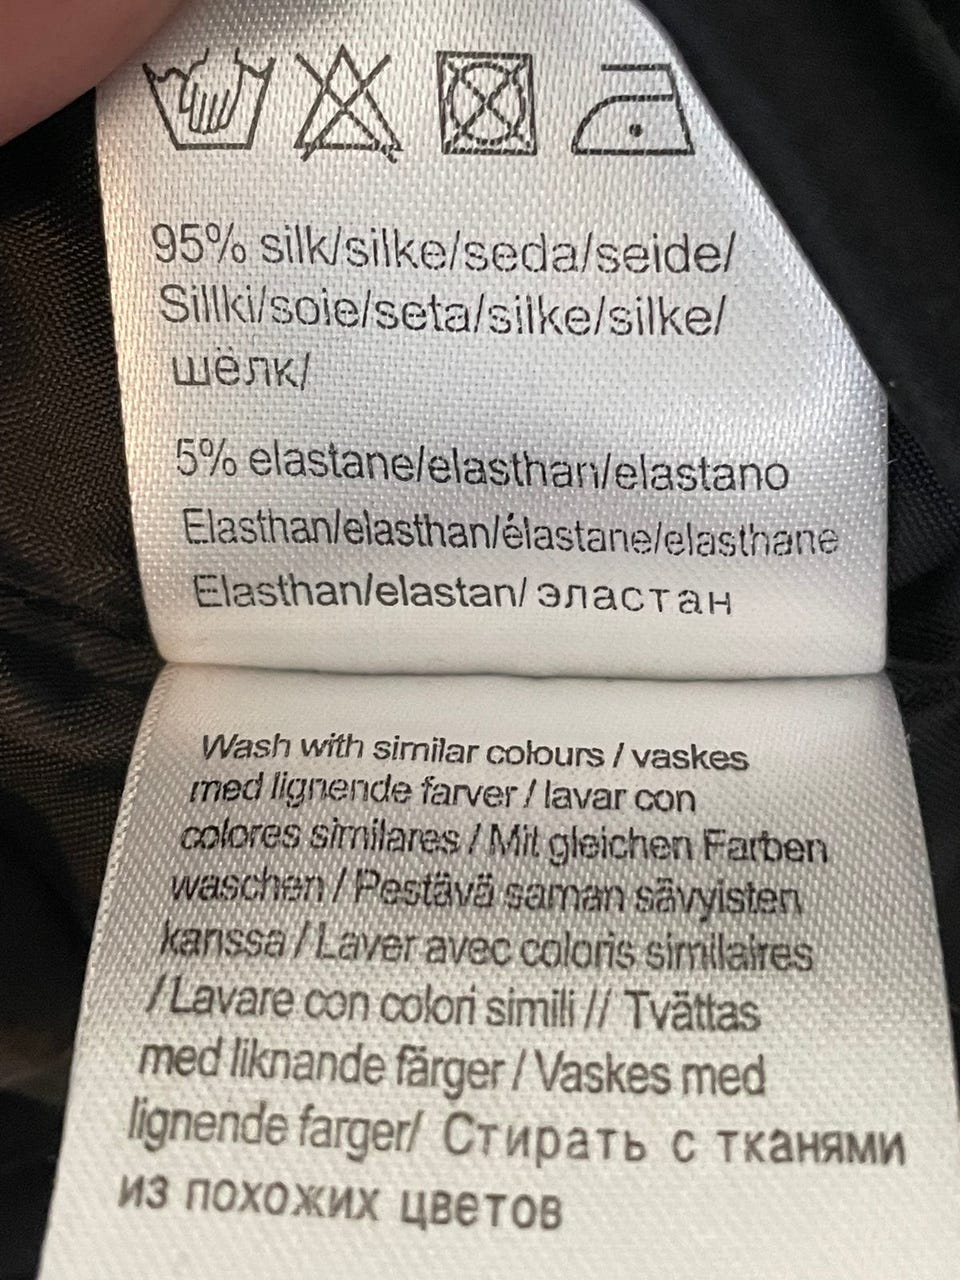 95% silk/silke/seda/seide/
Sillki/soie/seta/silke/silke/
шёлк/
5% elastane/elasthan/elastano
Elasthan/elasthan/élastane/elasthane
Elasthan/elastan/ эластан
Wash with similar colours / vaskes
med lignende farver / lavar con
colores similares / Mit gleichen Farben
waschen / Pestävä saman sävyisten
kanssa / Laver avec coloris similaires
/ Lavare con colori simili // Tvättas
med liknande färger / Vaskes med
lignende farger/ Стирать с тканями
из похожих цветов